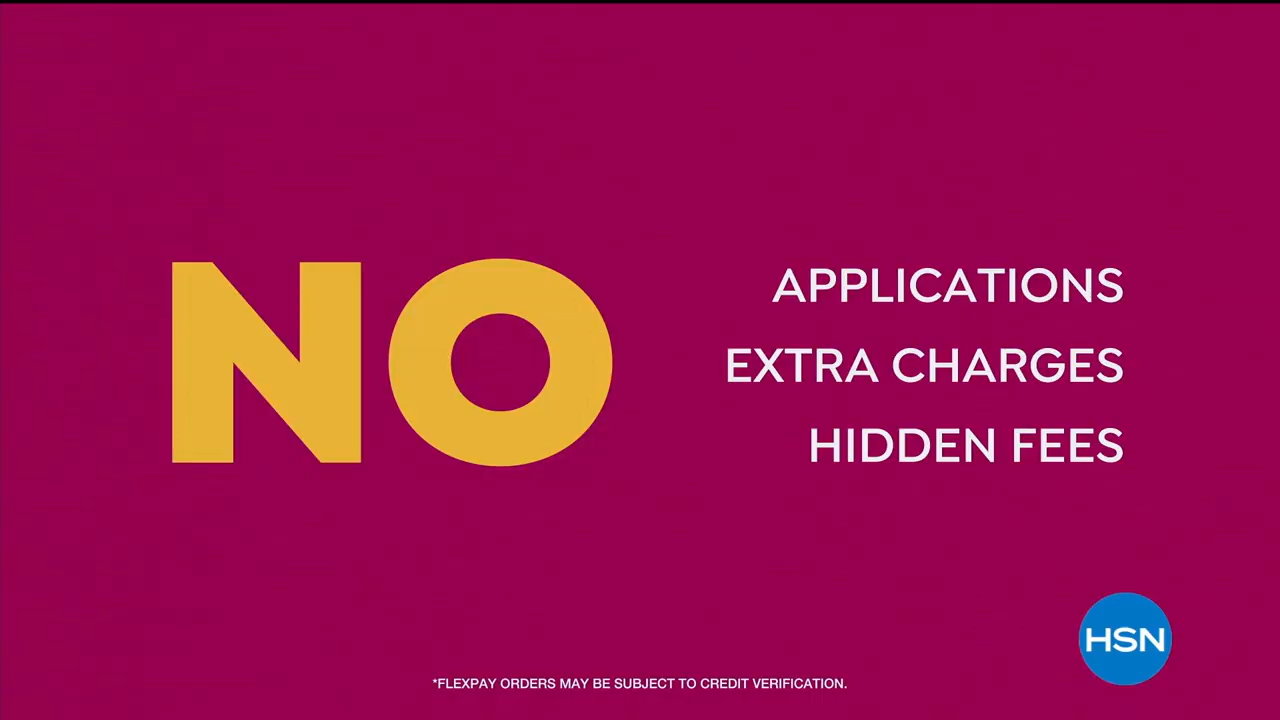 NO
APPLICATIONS
EXTRA CHARGES
HIDDEN FEES
HSN
*FLEXPAY ORDERS MAY BE SUBJECT TO CREDIT VERIFICATION.